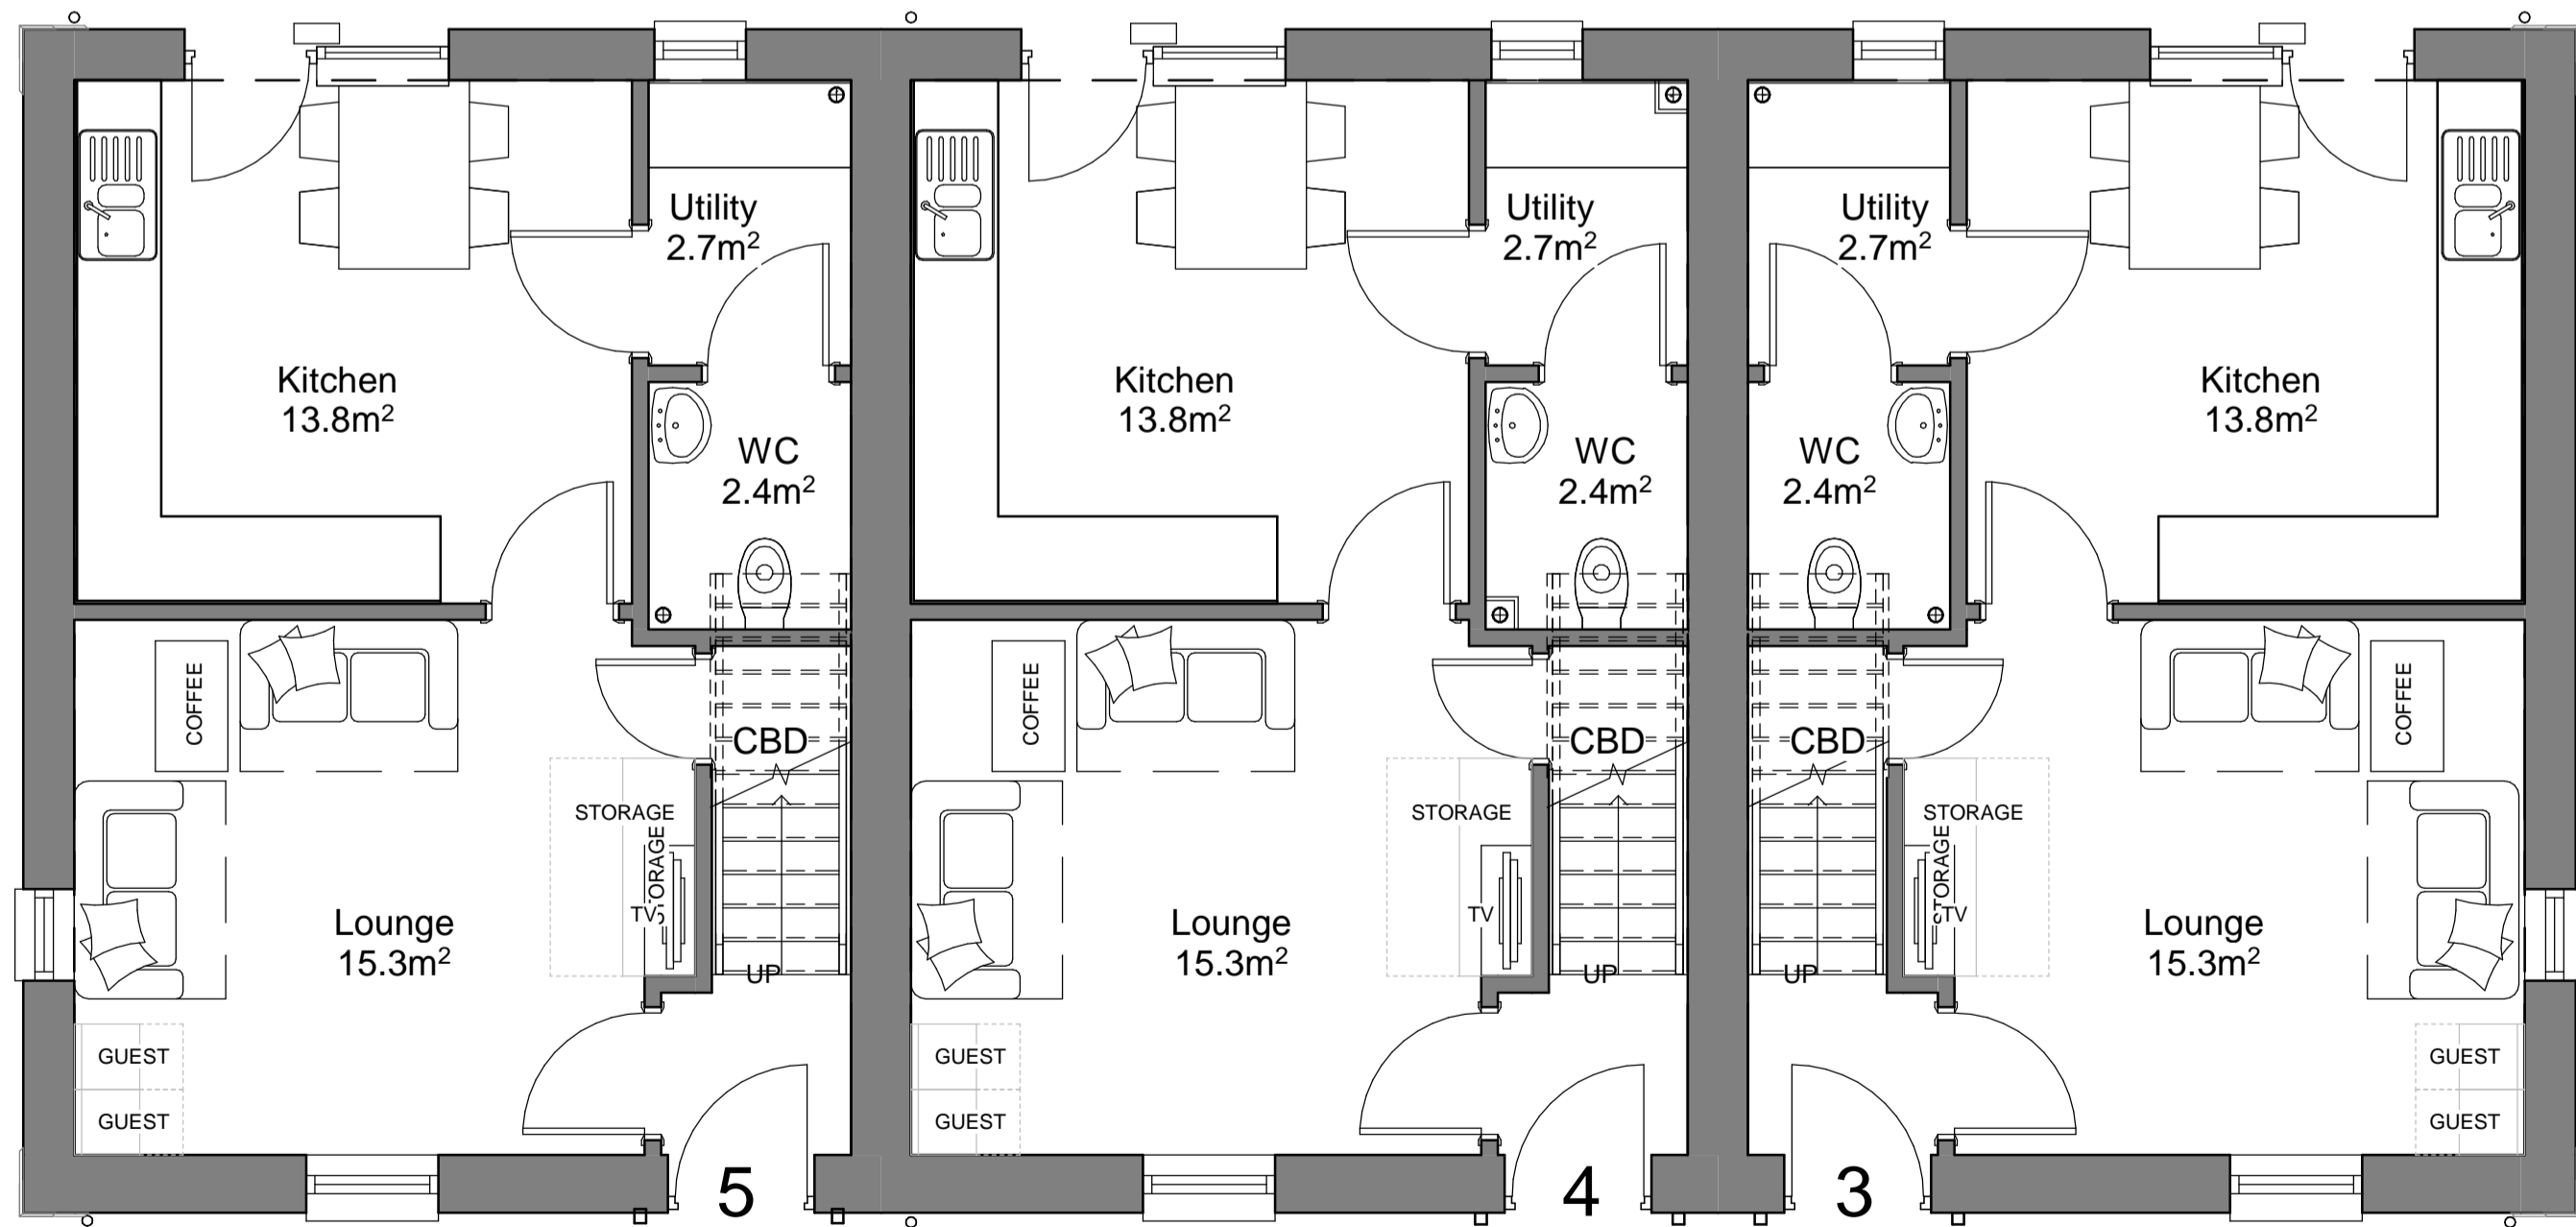 Utility
2.7m²
Kitchen
13.8m²
WC
2.4m²
COFFEE
CBD
STORAGE
STORAGE
TV
Lounge
15.3m²
UP
GUEST
GUEST
5
Utility
2.7m²
Kitchen
13.8m²
WC
2.4m²
COFFEE
CBD
STORAGE
TV
Lounge
15.3m²
UP
GUEST
GUEST
4
Utility
2.7m²
Kitchen
13.8m²
WC
2.4m²
COFFEE
CBD
STORAGE
STORAGE
TV
Lounge
15.3m²
UP
GUEST
GUEST
3